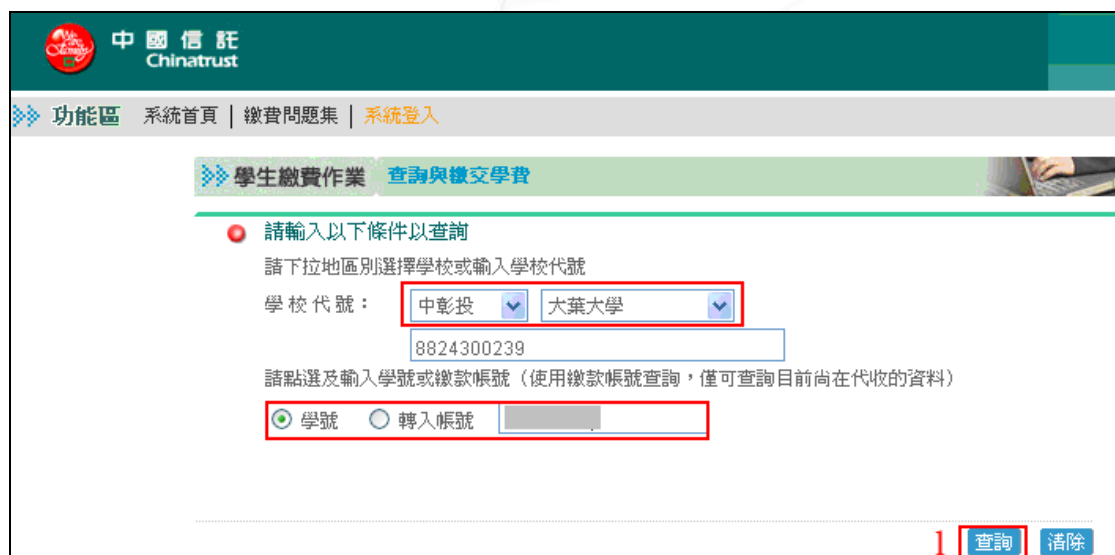 中國信託
Chinatrust
功能區 系統首頁 | 繳費問題集 | 系統登入
學生繳費作業 查詢與繳交學費
請輸入以下條件以查詢
請下拉地區別選擇學校或輸入學校代號
學校代號： 中彰投 大葉大學
8824300239
請點選及輸入學號或繳款帳號（使用繳款帳號查詢，僅可查詢目前尚在代收的資料）
學號 轉入帳號
1 查詢 清除